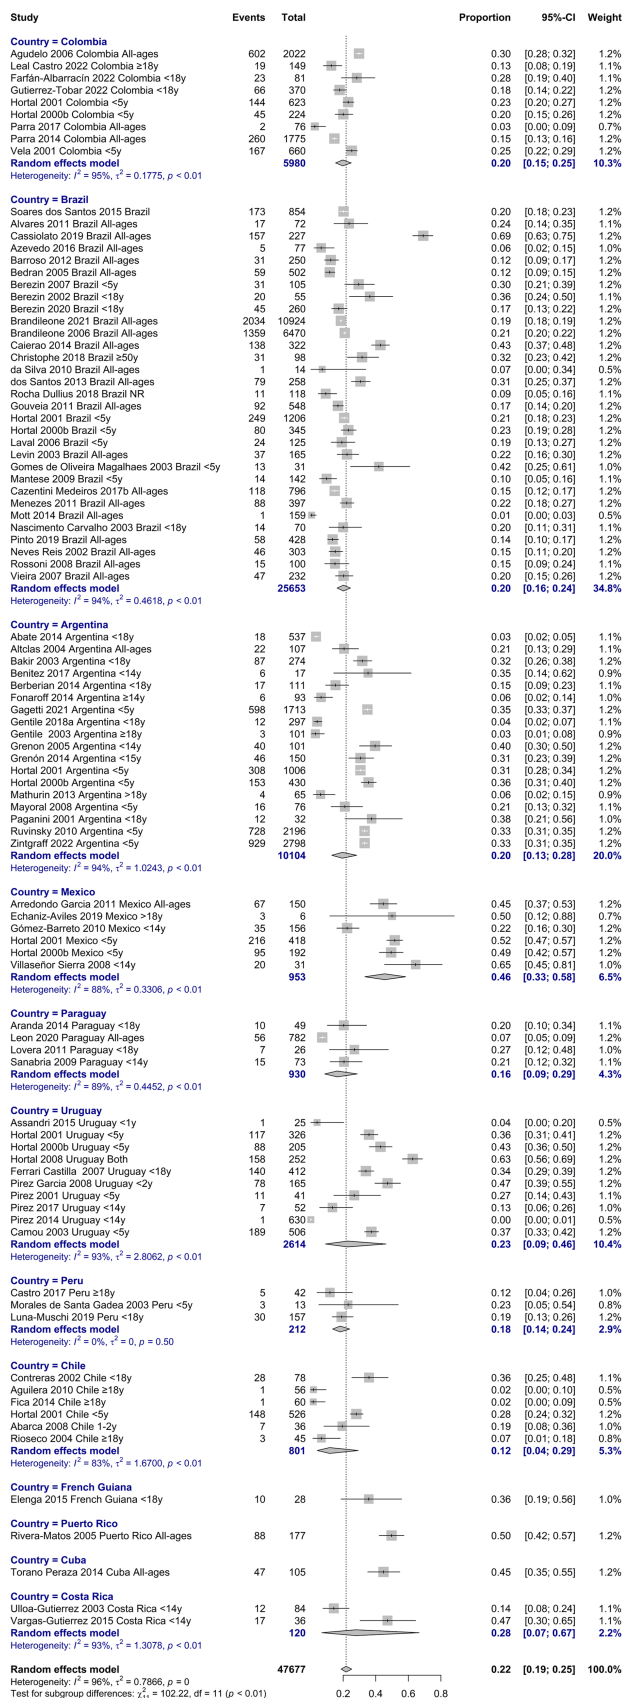 Study Events Total Proportion 95%-CI Weight
Country = Colombia
Agudelo 2006 Colombia All-ages 602 2022 0.30 [0.28; 0.32] 1.2%
Leal Castro 2022 Colombia ≥18y 19 149 0.13 [0.08; 0.19] 1.2%
Farfán-Albarracín 2022 Colombia <18y 23 81 0.28 [0.19; 0.40] 1.2%
Gutierrez-Tobar 2022 Colombia <18y 66 370 0.18 [0.14; 0.22] 1.2%
Hortal 2001 Colombia <5y 144 623 0.23 [0.20; 0.27] 1.2%
Hortal 2000b Colombia <5y 45 224 0.20 [0.15; 0.26] 1.2%
Parra 2017 Colombia All-ages 2 76 0.03 [0.00; 0.09] 0.7%
Parra 2014 Colombia All-ages 260 1775 0.15 [0.13; 0.16] 1.2%
Vela 2001 Colombia <5y 167 660 0.25 [0.22; 0.29] 1.2%
Random effects model 5980 0.20 [0.15; 0.25] 10.3%
Heterogeneity: I² = 95%, τ² = 0.1775, p < 0.01
Country = Brazil
Soares dos Santos 2015 Brazil 173 854 0.20 [0.18; 0.23] 1.2%
Alvares 2011 Brazil All-ages 17 72 0.24 [0.14; 0.35] 1.1%
Cassiolato 2019 Brazil All-ages 157 227 0.69 [0.63; 0.75] 1.2%
Azevedo 2016 Brazil All-ages 5 77 0.06 [0.02; 0.15] 1.0%
Barroso 2012 Brazil All-ages 31 250 0.12 [0.09; 0.17] 1.2%
Bedran 2005 Brazil All-ages 59 502 0.12 [0.09; 0.15] 1.2%
Berezin 2007 Brazil <5y 31 105 0.30 [0.21; 0.39] 1.2%
Berezin 2002 Brazil <18y 20 55 0.36 [0.24; 0.50] 1.1%
Berezin 2020 Brazil <18y 45 260 0.17 [0.13; 0.22] 1.2%
Brandileone 2021 Brazil All-ages 2034 10924 0.19 [0.18; 0.19] 1.2%
Brandileone 2006 Brazil All-ages 1359 6470 0.21 [0.20; 0.22] 1.2%
Caierao 2014 Brazil All-ages 138 322 0.43 [0.37; 0.48] 1.2%
Christophe 2018 Brazil ≥50y 31 98 0.32 [0.23; 0.42] 1.2%
da Silva 2010 Brazil All-ages 1 14 0.07 [0.00; 0.34] 0.5%
dos Santos 2013 Brazil All-ages 79 258 0.31 [0.25; 0.37] 1.2%
Rocha Dullius 2018 Brazil NR 11 118 0.09 [0.05; 0.16] 1.1%
Gouveia 2011 Brazil All-ages 92 548 0.17 [0.14; 0.20] 1.2%
Hortal 2001 Brazil <5y 249 1206 0.21 [0.18; 0.23] 1.2%
Hortal 2000b Brazil <5y 80 345 0.23 [0.19; 0.28] 1.2%
Laval 2006 Brazil <5y 24 125 0.19 [0.13; 0.27] 1.2%
Levin 2003 Brazil All-ages 37 165 0.22 [0.16; 0.30] 1.2%
Gomes de Oliveira Magalhaes 2003 Brazil <5y 13 31 0.42 [0.25; 0.61] 1.0%
Mantese 2009 Brazil <5y 14 142 0.10 [0.05; 0.16] 1.1%
Cazentini Medeiros 2017b All-ages 118 796 0.15 [0.12; 0.17] 1.2%
Menezes 2011 Brazil All-ages 88 397 0.22 [0.18; 0.27] 1.2%
Mott 2014 Brazil All-ages 1 159 0.01 [0.00; 0.03] 0.5%
Nascimento Carvalho 2003 Brazil <18y 14 70 0.20 [0.11; 0.31] 1.1%
Pinto 2019 Brazil All-ages 58 428 0.14 [0.10; 0.17] 1.2%
Neves Reis 2002 Brazil All-ages 46 303 0.15 [0.11; 0.20] 1.2%
Rossoni 2008 Brazil All-ages 15 100 0.15 [0.09; 0.24] 1.1%
Vieira 2007 Brazil All-ages 47 232 0.20 [0.15; 0.26] 1.2%
Random effects model 25653 0.20 [0.16; 0.24] 34.8%
Heterogeneity: I² = 94%, τ² = 0.4618, p < 0.01
Country = Argentina
Abate 2014 Argentina <18y 18 537 0.03 [0.02; 0.05] 1.1%
Altclas 2004 Argentina All-ages 22 107 0.21 [0.13; 0.29] 1.1%
Bakir 2003 Argentina <18y 87 274 0.32 [0.26; 0.38] 1.2%
Benitez 2017 Argentina <14y 6 17 0.35 [0.14; 0.62] 0.9%
Berberian 2014 Argentina <18y 17 111 0.15 [0.09; 0.23] 1.1%
Fonaroff 2014 Argentina ≥14y 6 93 0.06 [0.02; 0.14] 1.0%
Gagetti 2021 Argentina <5y 598 1713 0.35 [0.33; 0.37] 1.2%
Gentile 2018a Argentina <18y 12 297 0.04 [0.02; 0.07] 1.1%
Gentile 2003 Argentina ≥18y 3 101 0.03 [0.01; 0.08] 0.9%
Grenon 2005 Argentina <14y 40 101 0.40 [0.30; 0.50] 1.2%
Grenón 2014 Argentina <15y 46 150 0.31 [0.23; 0.39] 1.2%
Hortal 2001 Argentina <5y 308 1006 0.31 [0.28; 0.34] 1.2%
Hortal 2000b Argentina <5y 153 430 0.36 [0.31; 0.40] 1.2%
Mathurin 2013 Argentina >18y 4 65 0.06 [0.02; 0.15] 0.9%
Mayoral 2008 Argentina <5y 16 76 0.21 [0.13; 0.32] 1.1%
Paganini 2001 Argentina <18y 12 32 0.38 [0.21; 0.56] 1.0%
Ruvinsky 2010 Argentina <5y 728 2196 0.33 [0.31; 0.35] 1.2%
Zintgraff 2022 Argentina <5y 929 2798 0.33 [0.31; 0.35] 1.2%
Random effects model 10104 0.20 [0.13; 0.28] 20.0%
Heterogeneity: I² = 94%, τ² = 1.0243, p < 0.01
Country = Mexico
Arredondo Garcia 2011 Mexico All-ages 67 150 0.45 [0.37; 0.53] 1.2%
Echaniz-Aviles 2019 Mexico >18y 3 6 0.50 [0.12; 0.88] 0.7%
Gómez-Barreto 2010 Mexico <14y 35 156 0.22 [0.16; 0.30] 1.2%
Hortal 2001 Mexico <5y 216 418 0.52 [0.47; 0.57] 1.2%
Hortal 2000b Mexico <5y 95 192 0.49 [0.42; 0.57] 1.2%
Villaseñor Sierra 2008 <14y 20 31 0.65 [0.45; 0.81] 1.0%
Random effects model 953 0.46 [0.33; 0.58] 6.5%
Heterogeneity: I² = 88%, τ² = 0.3306, p < 0.01
Country = Paraguay
Aranda 2014 Paraguay <18y 10 49 0.20 [0.10; 0.34] 1.1%
Leon 2020 Paraguay All-ages 56 782 0.07 [0.05; 0.09] 1.2%
Lovera 2011 Paraguay <18y 7 26 0.27 [0.12; 0.48] 1.0%
Sanabria 2009 Paraguay <14y 15 73 0.21 [0.12; 0.32] 1.1%
Random effects model 930 0.16 [0.09; 0.29] 4.3%
Heterogeneity: I² = 89%, τ² = 0.4452, p < 0.01
Country = Uruguay
Assandri 2015 Uruguay <1y 1 25 0.04 [0.00; 0.20] 0.5%
Hortal 2001 Uruguay <5y 117 326 0.36 [0.31; 0.41] 1.2%
Hortal 2000b Uruguay <5y 88 205 0.43 [0.36; 0.50] 1.2%
Hortal 2008 Uruguay Both 158 252 0.63 [0.56; 0.69] 1.2%
Ferrari Castilla 2007 Uruguay <18y 140 412 0.34 [0.29; 0.39] 1.2%
Pirez Garcia 2008 Uruguay <2y 78 165 0.47 [0.39; 0.55] 1.2%
Pirez 2001 Uruguay <5y 11 41 0.27 [0.14; 0.43] 1.0%
Pirez 2017 Uruguay <14y 7 52 0.13 [0.06; 0.26] 1.0%
Pirez 2014 Uruguay <14y 1 630 0.00 [0.00; 0.01] 0.5%
Camou 2003 Uruguay <5y 189 506 0.37 [0.33; 0.42] 1.2%
Random effects model 2614 0.23 [0.09; 0.46] 10.4%
Heterogeneity: I² = 93%, τ² = 2.8062, p < 0.01
Country = Peru
Castro 2017 Peru ≥18y 5 42 0.12 [0.04; 0.26] 1.0%
Morales de Santa Gadea 2003 Peru <5y 3 13 0.23 [0.05; 0.54] 0.8%
Luna-Muschi 2019 Peru <18y 30 157 0.19 [0.13; 0.26] 1.2%
Random effects model 212 0.18 [0.14; 0.24] 2.9%
Heterogeneity: I² = 0%, τ² = 0, p = 0.50
Country = Chile
Contreras 2002 Chile <18y 28 78 0.36 [0.25; 0.48] 1.1%
Aguilera 2010 Chile ≥18y 1 56 0.02 [0.00; 0.10] 0.5%
Fica 2014 Chile ≥18y 1 60 0.02 [0.00; 0.09] 0.5%
Hortal 2001 Chile <5y 148 526 0.28 [0.24; 0.32] 1.2%
Abarca 2008 Chile 1-2y 7 36 0.19 [0.08; 0.36] 1.0%
Rioseco 2004 Chile ≥18y 3 45 0.07 [0.01; 0.18] 0.9%
Random effects model 801 0.12 [0.04; 0.29] 5.3%
Heterogeneity: I² = 83%, τ² = 1.6700, p < 0.01
Country = French Guiana
Elenga 2015 French Guiana <18y 10 28 0.36 [0.19; 0.56] 1.0%
Country = Puerto Rico
Rivera-Matos 2005 Puerto Rico All-ages 88 177 0.50 [0.42; 0.57] 1.2%
Country = Cuba
Torano Peraza 2014 Cuba All-ages 47 105 0.45 [0.35; 0.55] 1.2%
Country = Costa Rica
Ulloa-Gutierrez 2003 Costa Rica <14y 12 84 0.14 [0.08; 0.24] 1.1%
Vargas-Gutierrez 2015 Costa Rica <14y 17 36 0.47 [0.30; 0.65] 1.1%
Random effects model 120 0.28 [0.07; 0.67] 2.2%
Heterogeneity: I² = 93%, τ² = 1.3078, p < 0.01
Random effects model 47677 0.22 [0.19; 0.25] 100.0%
Heterogeneity: I² = 96%, τ² = 0.7866, p = 0
Test for subgroup differences: χ²₁₁ = 102.22, df = 11 (p < 0.01)
0.2 0.4 0.6 0.8